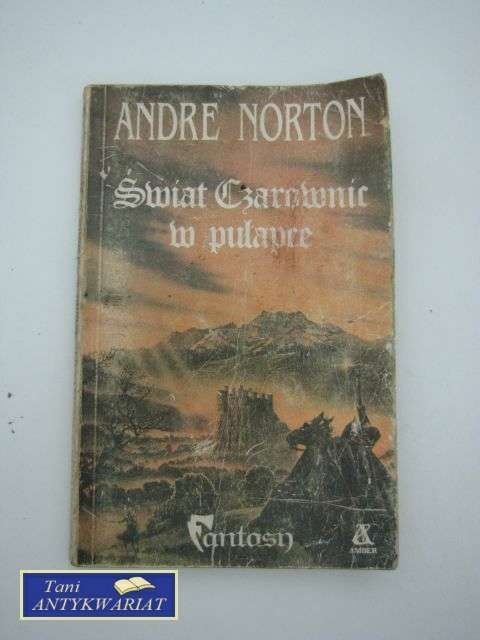 ANDRE NORTON
Świat Czarownic
w pułapce
Fantasy
AMBER
Tani
ANTYKWARIAT